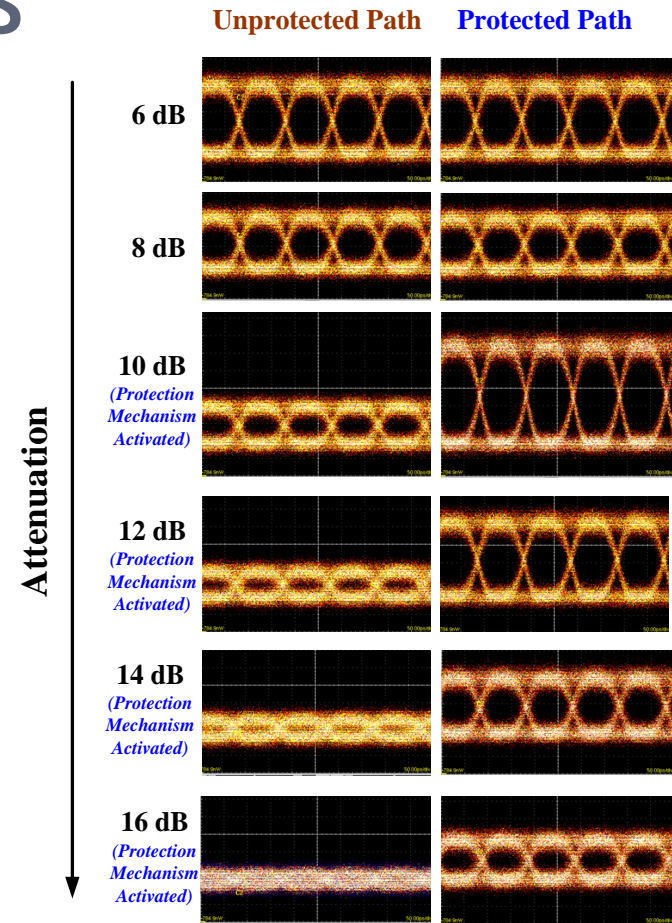 S
Unprotected Path Protected Path
6 dB
8 dB
10 dB
(Protection
Mechanism
Activated)
12 dB
(Protection
Mechanism
Activated)
14 dB
(Protection
Mechanism
Activated)
16 dB
(Protection
Mechanism
Activated)
Attenuation